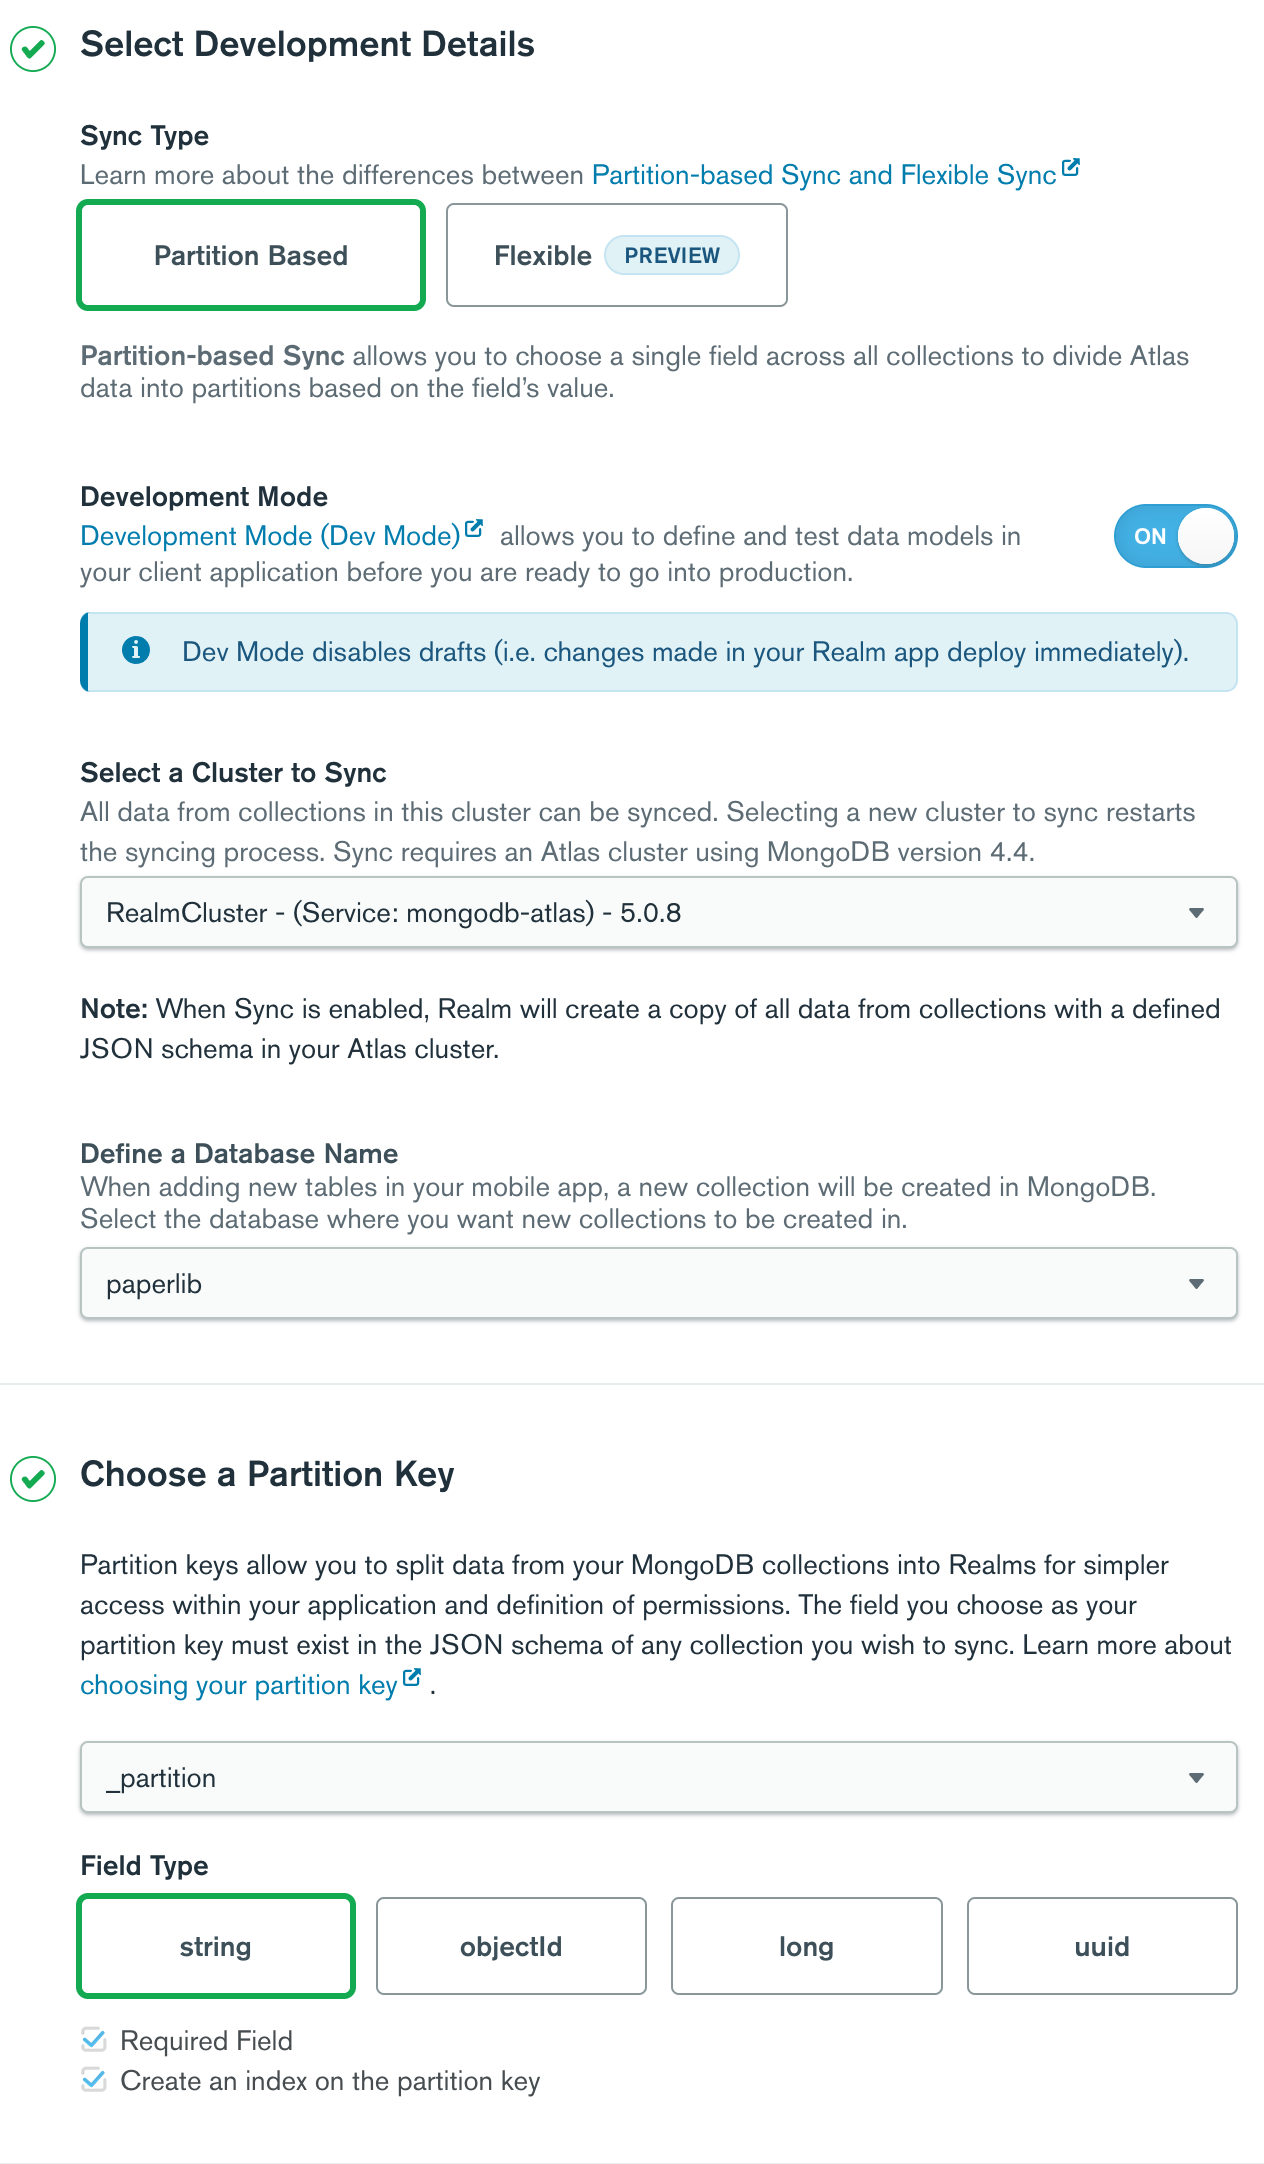 Select Development Details
Sync Type
Learn more about the differences between Partition-based Sync and Flexible Sync
Partition Based
Flexible PREVIEW
Partition-based Sync allows you to choose a single field across all collections to divide Atlas
data into partitions based on the field’s value.
Development Mode
Development Mode (Dev Mode) allows you to define and test data models in
your client application before you are ready to go into production.
ON
Dev Mode disables drafts (i.e. changes made in your Realm app deploy immediately).
Select a Cluster to Sync
All data from collections in this cluster can be synced. Selecting a new cluster to sync restarts
the syncing process. Sync requires an Atlas cluster using MongoDB version 4.4.
RealmCluster - (Service: mongodb-atlas) - 5.0.8
Note: When Sync is enabled, Realm will create a copy of all data from collections with a defined
JSON schema in your Atlas cluster.
Define a Database Name
When adding new tables in your mobile app, a new collection will be created in MongoDB.
Select the database where you want new collections to be created in.
paperlib
Choose a Partition Key
Partition keys allow you to split data from your MongoDB collections into Realms for simpler
access within your application and definition of permissions. The field you choose as your
partition key must exist in the JSON schema of any collection you wish to sync. Learn more about
choosing your partition key .
_partition
Field Type
string
objectId
long
uuid
Required Field
Create an index on the partition key